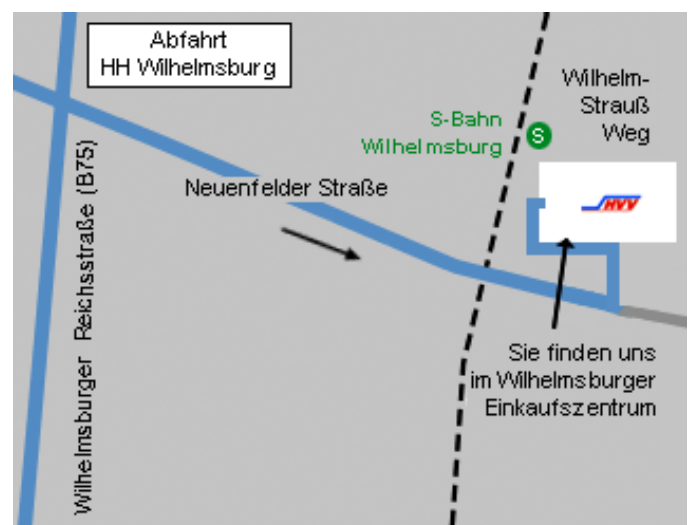 Abfahrt
HH Wilhelmsburg
Wilhelm-
Strauß
Weg
S-Bahn
Wilhelmsburg
S
HVV
Neuenfelder Straße
Wilhelmsburger Reichsstraße (B75)
Sie finden uns
im Wilhelmsburger
Einkaufszentrum